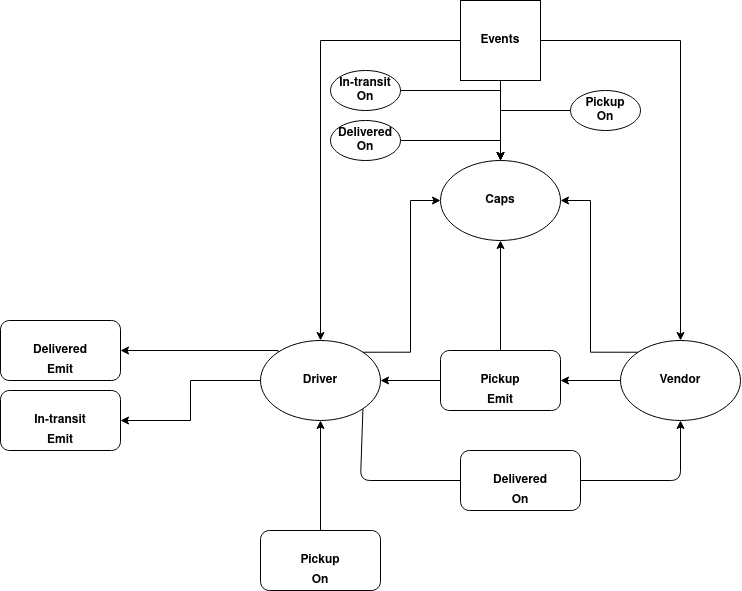 Events
In-transit
On
Pickup
On
Delivered
On
Caps
Delivered
Emit
Driver
Pickup
Emit
Vendor
In-transit
Emit
Delivered
On
Pickup
On